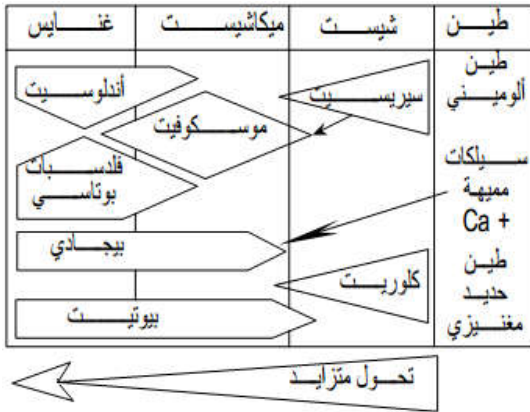 طين شيست ميكاشيست غنايس
طين
ألوميني
سيريسيت
أندلوسيت
موسكوفيت
فلدسبات
بوتاسي
سيلكات
مميهة
Ca +
بيجادي
طين
حديد
مغنيزي
كلوريت
بيوتيت
تحول متزايد